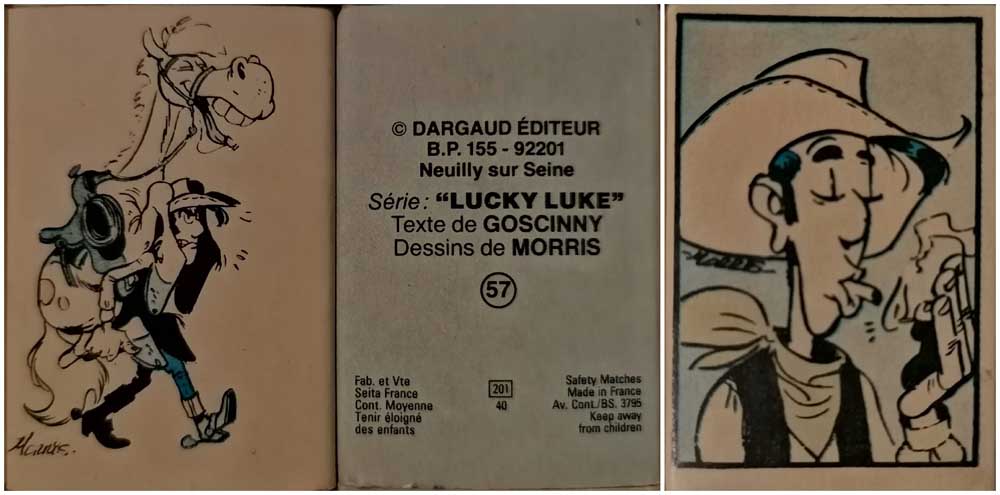 Morris.
© DARGAUD ÉDITEUR
B.P. 155 - 92201
Neuilly sur Seine
Série: “LUCKY LUKE”
Texte de GOSCINNY
Dessins de MORRIS
57
Fab. et Vte
Seita France
Cont. Moyenne
Tenir éloigné
des enfants
201
40
Safety Matches
Made in France
Av. Cont./BS. 3795
Keep away
from children
Morris